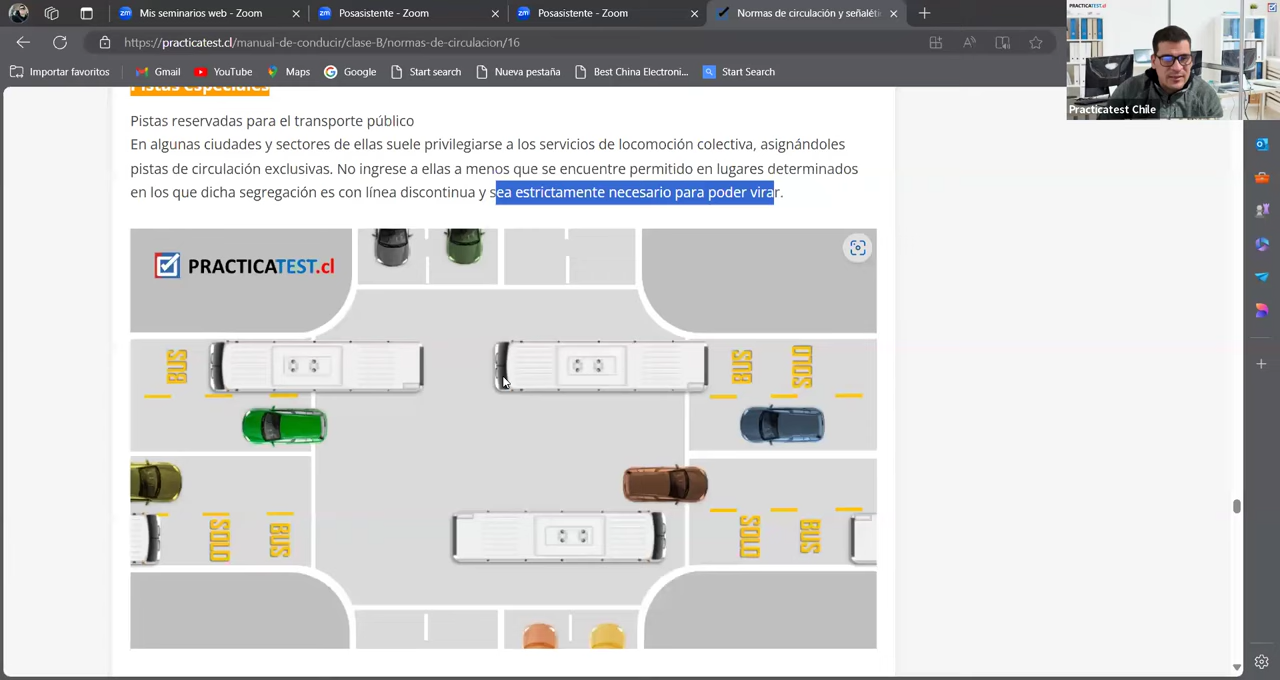 Mis seminarios web - Zoom
Posasistente - Zoom
Posasistente - Zoom
Normas de circulación y señaléti
https://practicatest.cl/manual-de-conducir/clase-B/normas-de-circulacion/16
Importar favoritos
Gmail
YouTube
Maps
Google
Start search
Nueva pestaña
Best China Electroni...
Start Search
PRACTICATEST.cl
Practicatest Chile
Pistas especiales
Pistas reservadas para el transporte público
En algunas ciudades y sectores de ellas suele privilegiarse a los servicios de locomoción colectiva, asignándoles
pistas de circulación exclusivas. No ingrese a ellas a menos que se encuentre permitido en lugares determinados
en los que dicha segregación es con línea discontinua y sea estrictamente necesario para poder virar.
PRACTICATEST.cl
BUS
BUS
SOLO
SOLO
BUS
SOLO
BUS